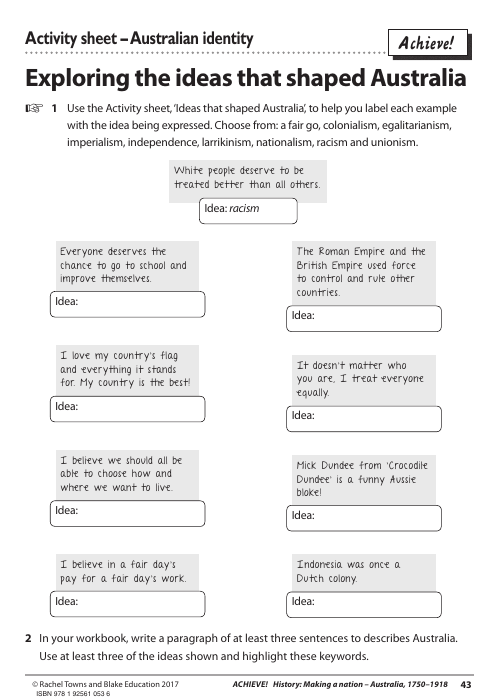 Activity sheet – Australian identity
Achieve!
Exploring the ideas that shaped Australia
1 Use the Activity sheet, 'Ideas that shaped Australia', to help you label each example
with the idea being expressed. Choose from: a fair go, colonialism, egalitarianism,
imperialism, independence, larrikinism, nationalism, racism and unionism.
White people deserve to be
treated better than all others.
Idea: racism
Everyone deserves the
chance to go to school and
improve themselves.
Idea:
The Roman Empire and the
British Empire used force
to control and rule other
countries.
Idea:
I love my country's flag
and everything it stands
for. My country is the best!
Idea:
It doesn't matter who
you are, I treat everyone
equally.
Idea:
I believe we should all be
able to choose how and
where we want to live.
Idea:
Mick Dundee from 'Crocodile
Dundee' is a funny Aussie
bloke!
Idea:
I believe in a fair day's
pay for a fair day's work.
Idea:
Indonesia was once a
Dutch colony.
Idea:
2 In your workbook, write a paragraph of at least three sentences to describes Australia.
Use at least three of the ideas shown and highlight these keywords.
© Rachel Towns and Blake Education 2017
ISBN 978 1 92561 053 6
ACHIEVE! History: Making a nation – Australia, 1750–1918 43